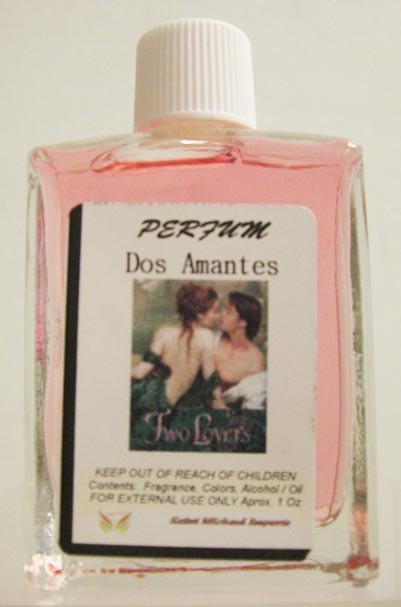 PERFUM
Dos Amantes
Two Lovers
KEEP OUT OF REACH OF CHILDREN
Contents: Fragrance, Colors, Alcohol / Oil
FOR EXTERNAL USE ONLY Aprox. 1 Oz
Saint Michael Imports